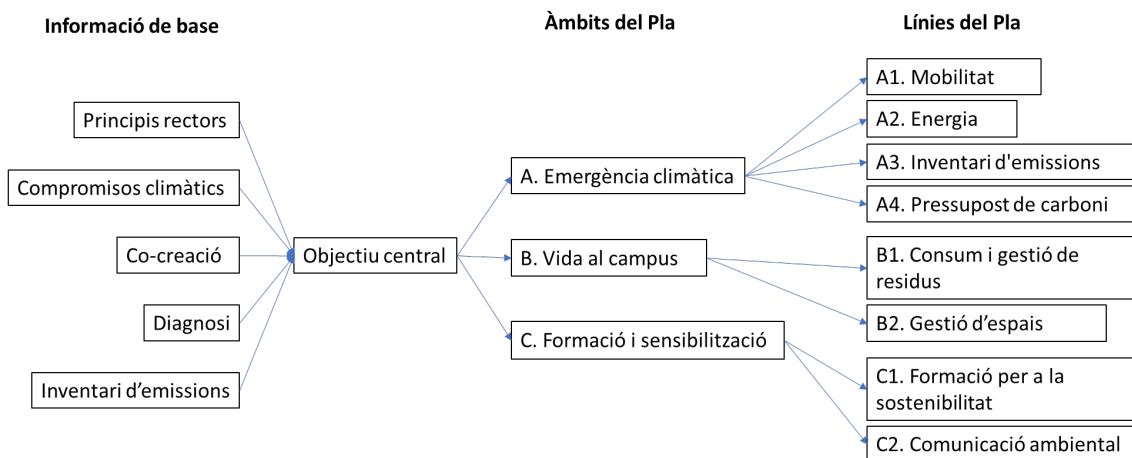 Informació de base
Principis rectors
Compromisos climàtics
Co-creació
Diagnosi
Inventari d’emissions
Objectiu central
Àmbits del Pla
A. Emergència climàtica
B. Vida al campus
C. Formació i sensibilització
Línies del Pla
A1. Mobilitat
A2. Energia
A3. Inventari d'emissions
A4. Pressupost de carboni
B1. Consum i gestió de
residus
B2. Gestió d’espais
C1. Formació per a la
sostenibilitat
C2. Comunicació ambiental